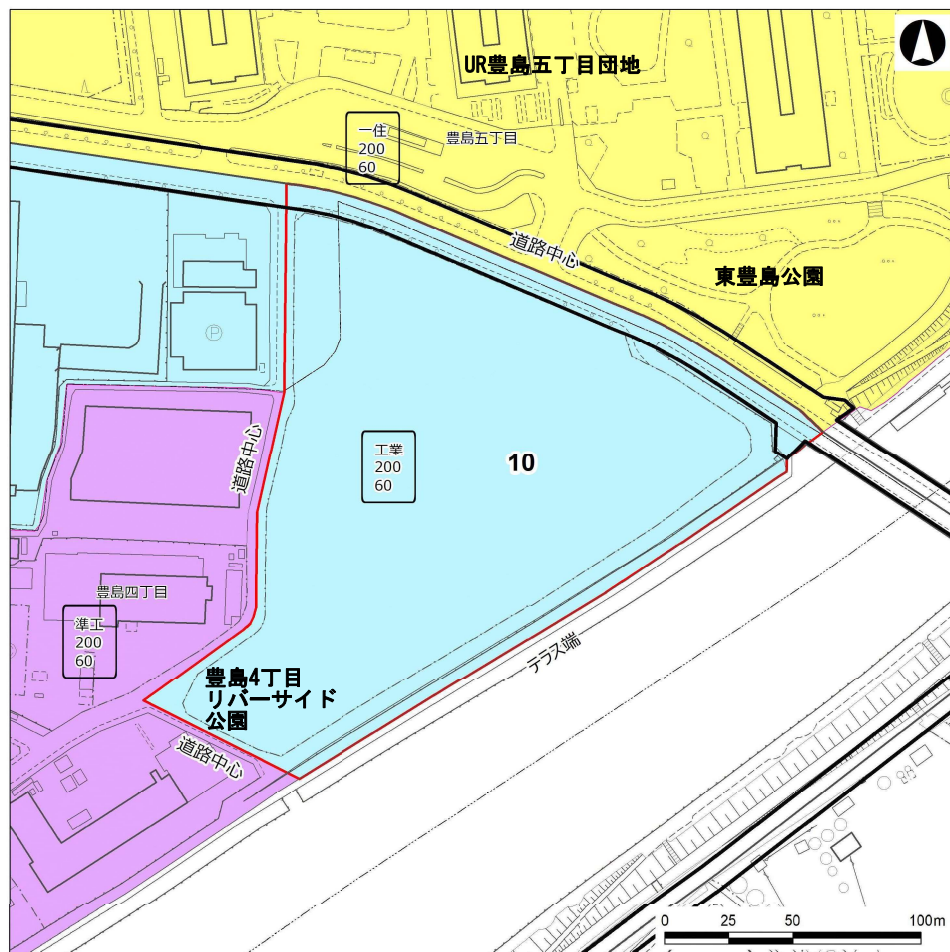 UR豊島五丁目団地
一住
200
60
豊島五丁目
道路中心
東豊島公園
P
道路中心
工業
200
60
10
豊島四丁目
準工
200
60
豊島4丁目
リバーサイド
公園
テラス端
道路中心
0 25 50 100m